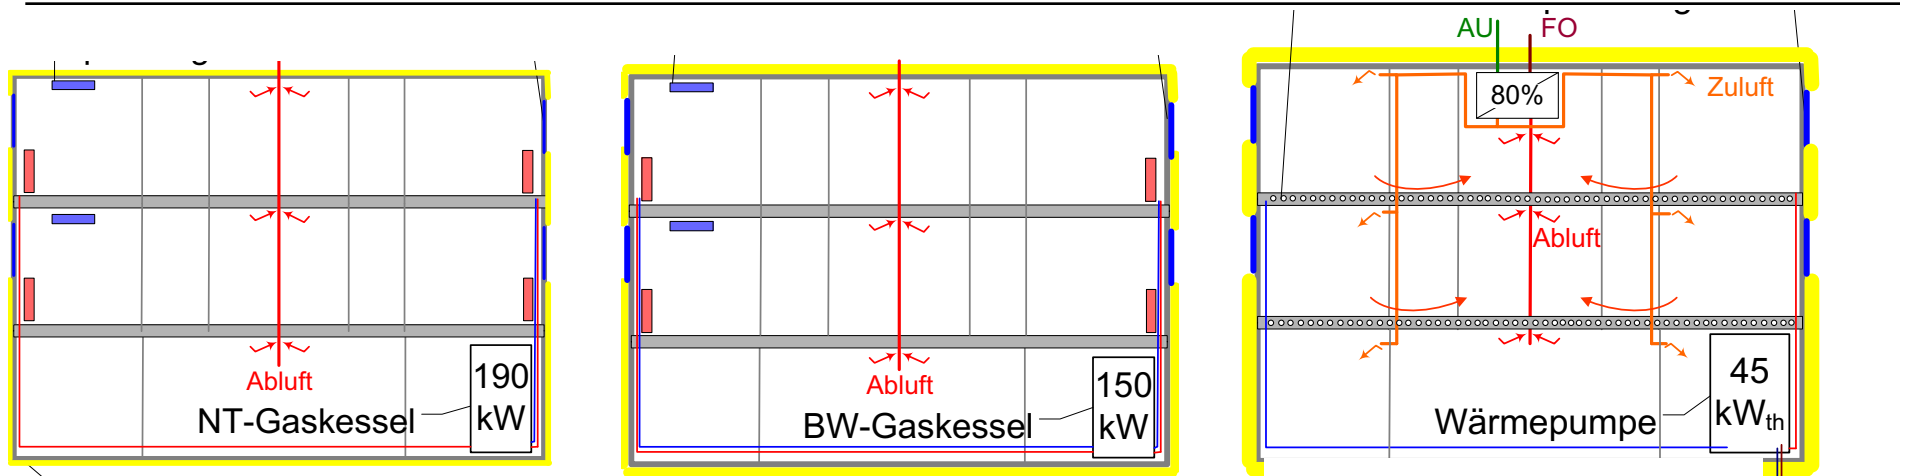 AU FO
80%
Zuluft
Abluft
Abluft
Abluft
190
kW
NT-Gaskessel
150
kW
BW-Gaskessel
45
kWth
Wärmepumpe